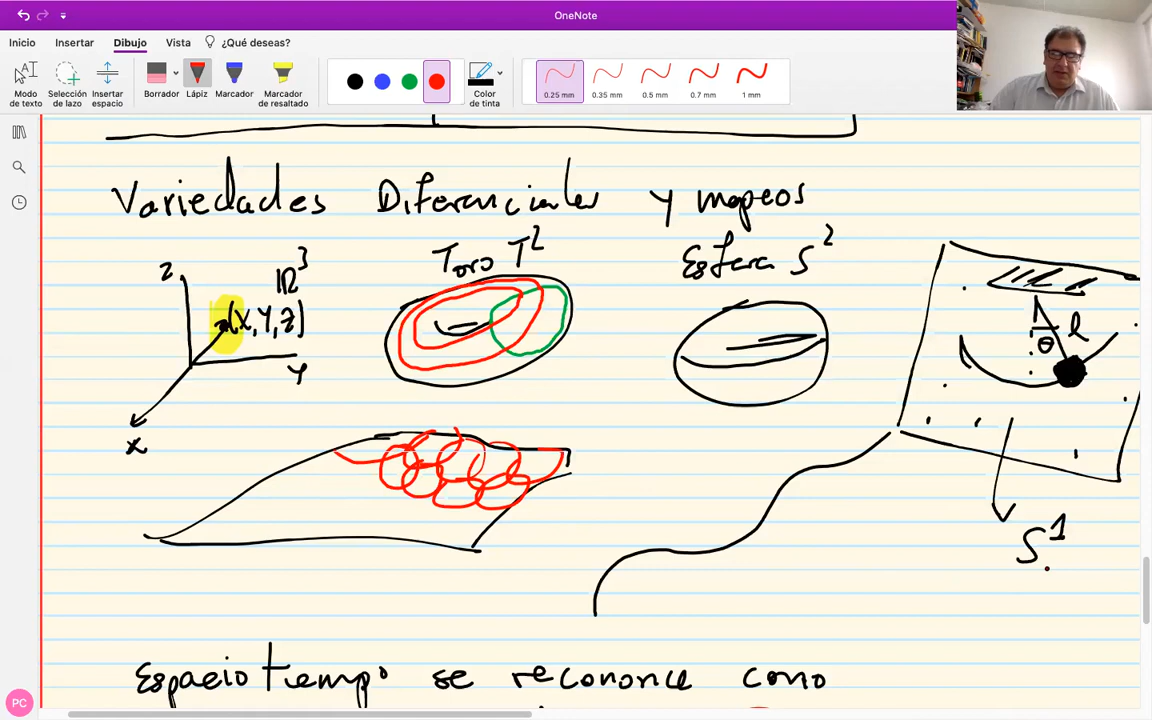 OneNote
Inicio Insertar Dibujo Vista ¿Qué deseas?
Modo de texto
Selección de lazo
Insertar espacio
Borrador
Lápiz
Marcador
Marcador de resaltado
Color de tinta
0.25 mm 0.35 mm 0.5 mm 0.7 mm 1 mm
Variedades Diferenciales y mapeos
Z ℝ³ Toro T² Esfera S²
(X, Y, Z)
l
θ
Y
X
S¹
Espacio tiempo se recononce como
PC